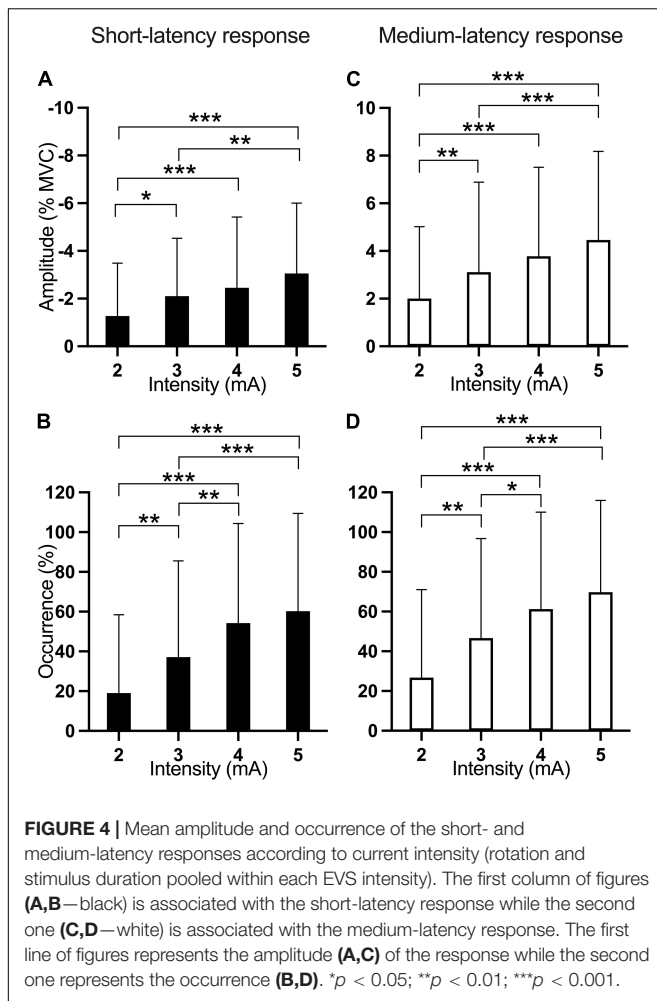 Short-latency response
Medium-latency response
A
Amplitude (% MVC)
-10
-8
-6
-4
-2
0
***
**
***
*
2 3 4 5
Intensity (mA)
C
10
8
6
4
2
0
***
***
***
**
2 3 4 5
Intensity (mA)
B
Occurrence (%)
120
100
80
60
40
20
0
***
***
***
**
**
2 3 4 5
Intensity (mA)
D
120
100
80
60
40
20
0
***
***
***
*
**
2 3 4 5
Intensity (mA)
FIGURE 4 | Mean amplitude and occurrence of the short- and
medium-latency responses according to current intensity (rotation and
stimulus duration pooled within each EVS intensity). The first column of figures
(A,B—black) is associated with the short-latency response while the second
one (C,D—white) is associated with the medium-latency response. The first
line of figures represents the amplitude (A,C) of the response while the second
one represents the occurrence (B,D). *p < 0.05; **p < 0.01; ***p < 0.001.